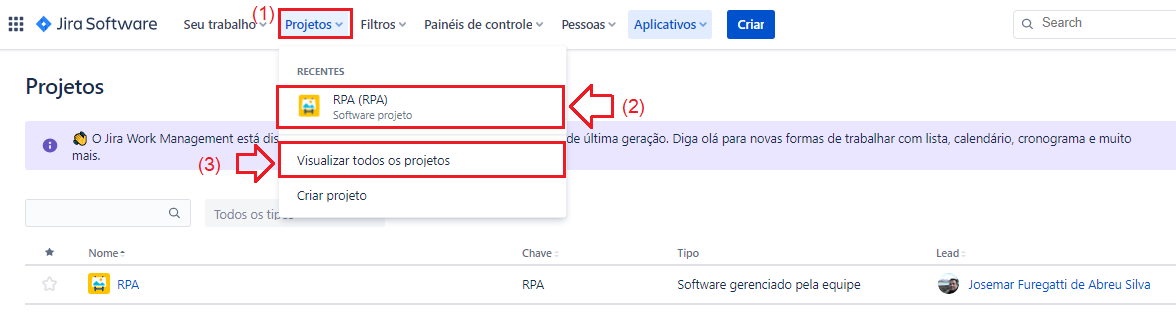 Jira Software Seu trabalho (1) Projetos Filtros Painéis de controle Pessoas Aplicativos Criar Search
Projetos
RECENTES
RPA (RPA)
Software projeto
(2)
O Jira Work Management está dis de última geração. Diga olá para novas formas de trabalhar com lista, calendário, cronograma e muito
mais.
(3)
Visualizar todos os projetos
Criar projeto
Todos os tipos
Nome Chave Tipo Lead
RPA RPA Software gerenciado pela equipe Josemar Furegatti de Abreu Silva